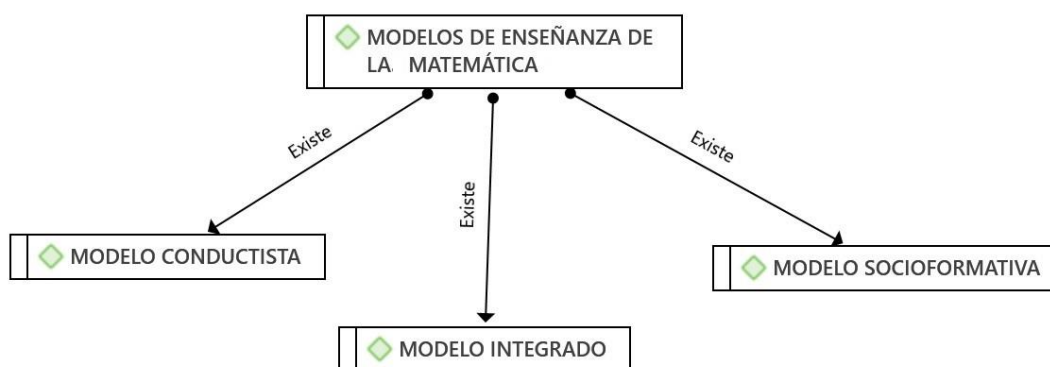 MODELOS DE ENSEÑANZA DE
LA. MATEMÁTICA
Existe
Existe
Existe
MODELO CONDUCTISTA
MODELO SOCIOFORMATIVA
MODELO INTEGRADO